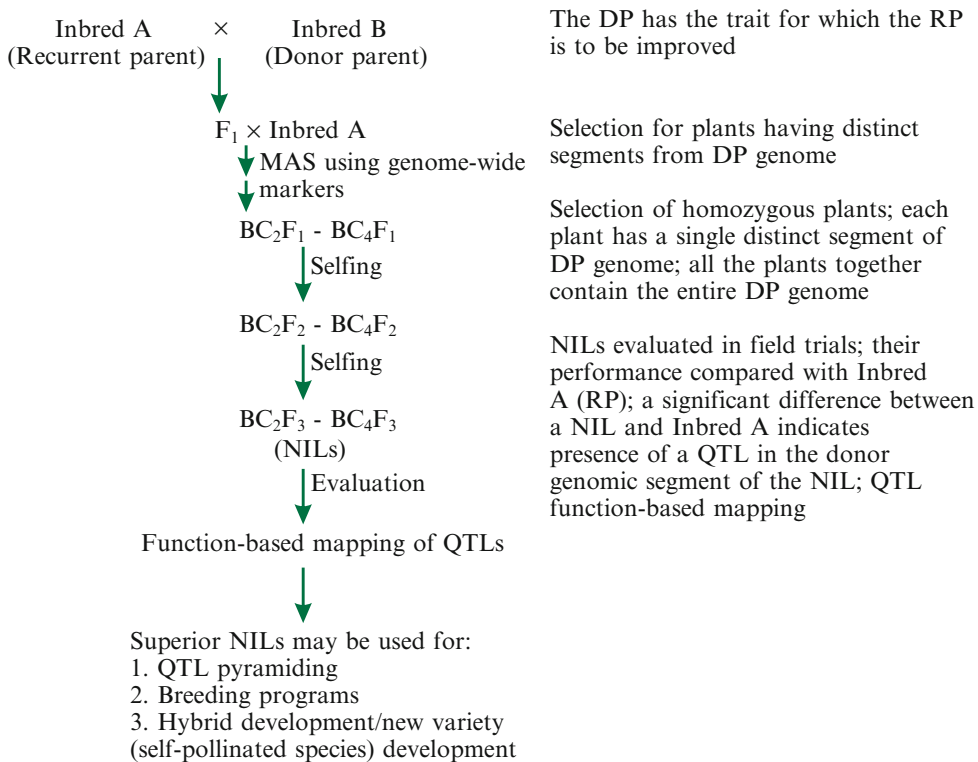 Inbred A × Inbred B
(Recurrent parent) (Donor parent)
The DP has the trait for which the RP
is to be improved
F₁ × Inbred A
MAS using genome-wide
markers
Selection for plants having distinct
segments from DP genome
BC₂F₁ - BC₄F₁
Selfing
Selection of homozygous plants; each
plant has a single distinct segment of
DP genome; all the plants together
contain the entire DP genome
BC₂F₂ - BC₄F₂
Selfing
BC₂F₃ - BC₄F₃
(NILs)
Evaluation
NILs evaluated in field trials; their
performance compared with Inbred
A (RP); a significant difference between
a NIL and Inbred A indicates
presence of a QTL in the donor
genomic segment of the NIL; QTL
function-based mapping
Function-based mapping of QTLs
Superior NILs may be used for:
1. QTL pyramiding
2. Breeding programs
3. Hybrid development/new variety
(self-pollinated species) development